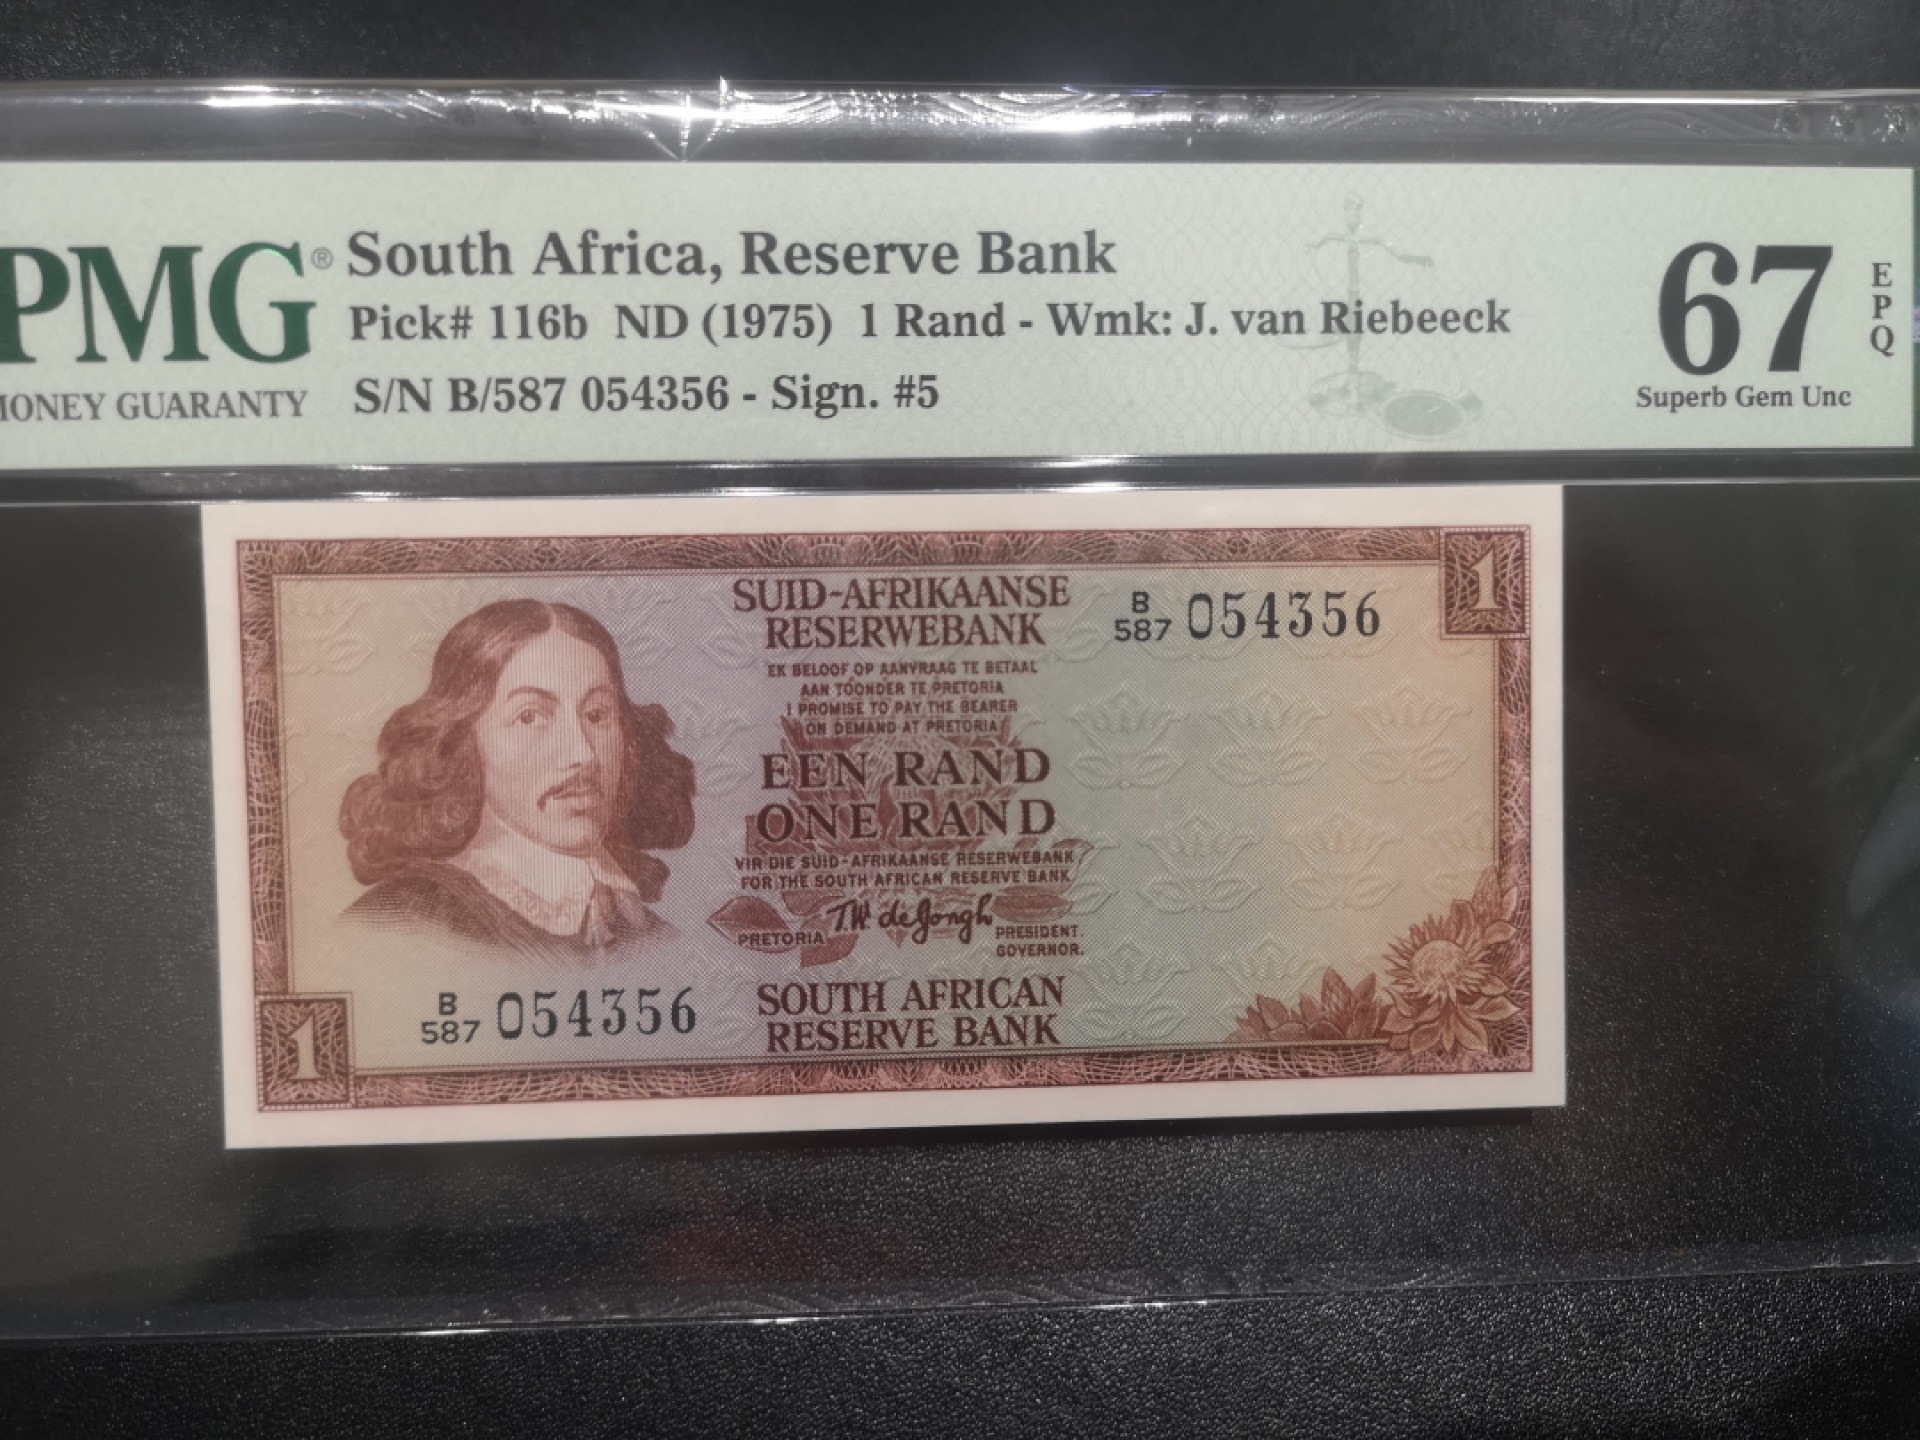 PMG® South Africa, Reserve Bank
Pick# 116b ND (1975) 1 Rand - Wmk: J. van Riebeeck
MONEY GUARANTY S/N B/587 054356 - Sign. #5
67 EPQ
Superb Gem Unc
1
SUID-AFRIKAANSE
RESERWEBANK
B/587 054356
EK BELOOF OP AANVRAAG TE BETAAL
AAN TOONDER TE PRETORIA
I PROMISE TO PAY THE BEARER
ON DEMAND AT PRETORIA
EEN RAND
ONE RAND
VIR DIE SUID-AFRIKAANSE RESERWEBANK
FOR THE SOUTH AFRICAN RESERVE BANK
T.W. de Jongh
PRETORIA
PRESIDENT.
GOVERNOR.
B/587 054356
SOUTH AFRICAN
RESERVE BANK
1